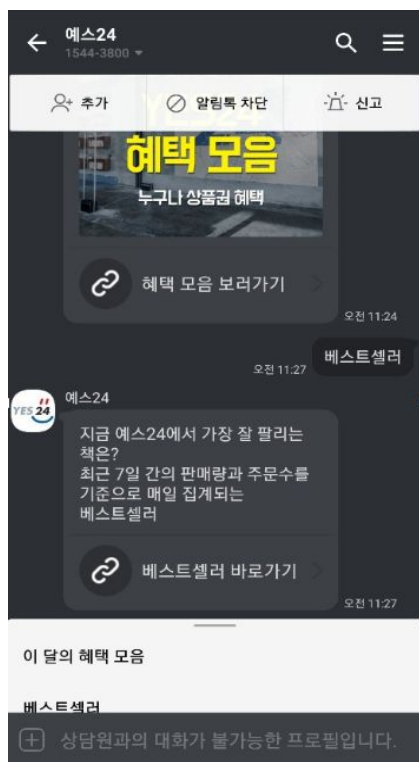 예스24
1544-3800
추가
알림톡 차단
신고
YES24
혜택 모음
누구나 상품권 혜택
혜택 모음 보러가기
오전 11:24
베스트셀러
오전 11:27
YES24
예스24
지금 예스24에서 가장 잘 팔리는
책은?
최근 7일 간의 판매량과 주문수를
기준으로 매일 집계되는
베스트셀러
베스트셀러 바로가기
오전 11:27
이 달의 혜택 모음
베스트셀러
상담원과의 대화가 불가능한 프로필입니다.